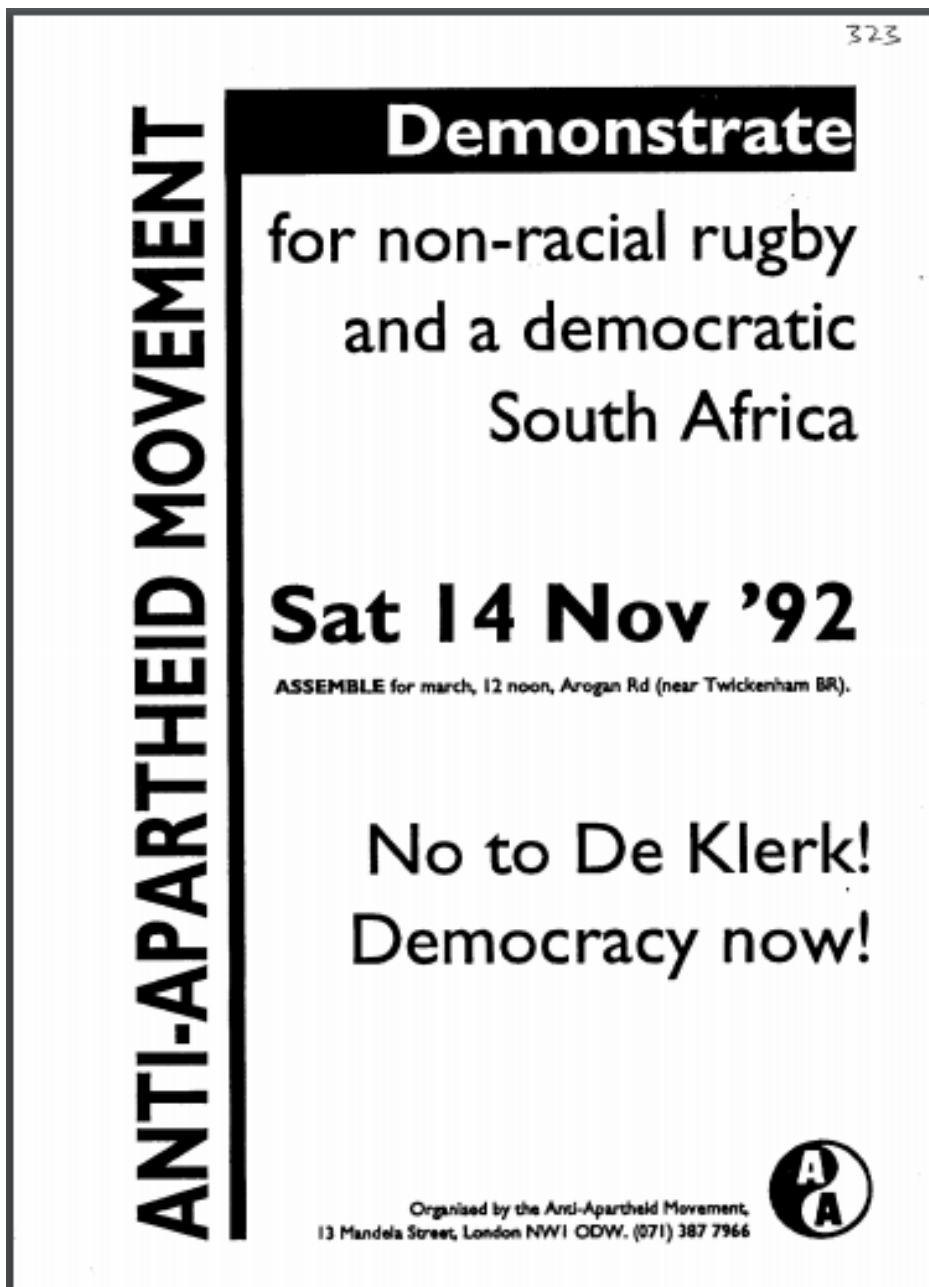 323
ANTI-APARTHEID MOVEMENT
Demonstrate
for non-racial rugby
and a democratic
South Africa
Sat 14 Nov ’92
ASSEMBLE for march, 12 noon, Arogan Rd (near Twickenham BR).
No to De Klerk!
Democracy now!
Organised by the Anti-Apartheid Movement,
13 Mandela Street, London NW1 ODW. (071) 387 7966
A
A